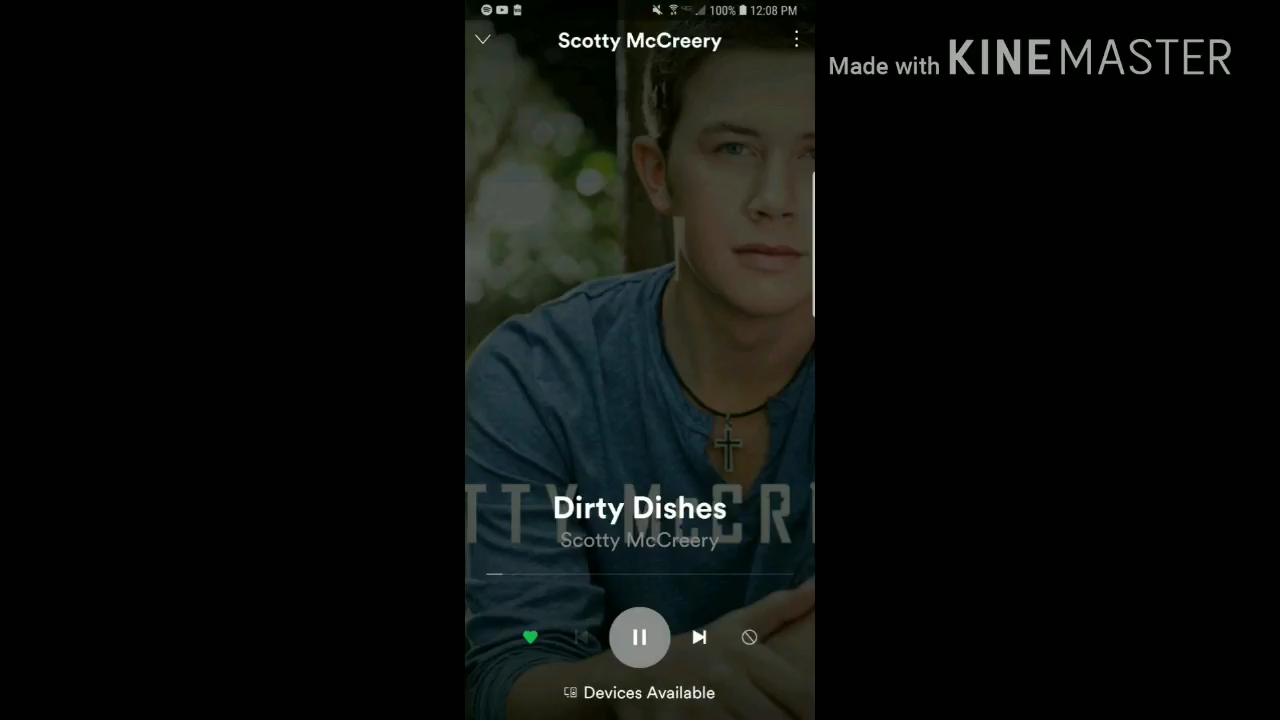 100% 12:08 PM
Scotty McCreery
Made with KINEMASTER
TTY McCR
Dirty Dishes
Scotty McCreery
Devices Available